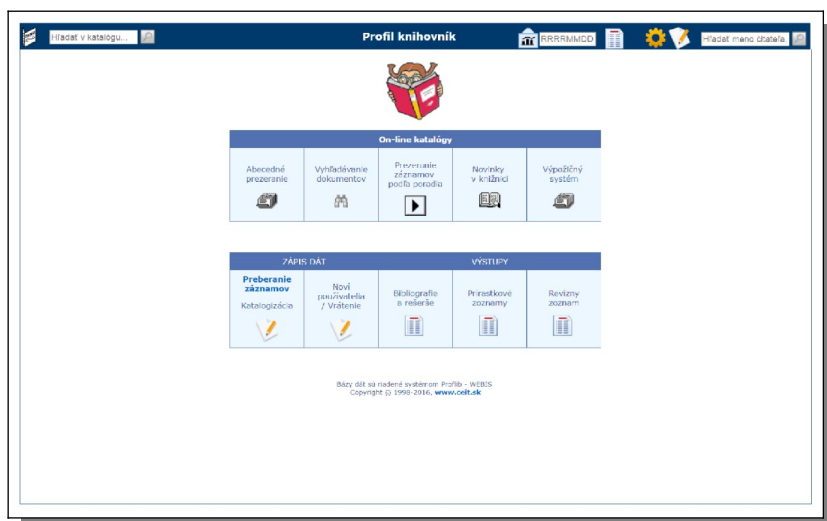 Hľadať v katalógu...
Profil knihovník
RRRRMMDD
Hľadať meno čitateľa
On-line katalógy
Abecedné
prezeranie
Vyhľadávanie
dokumentov
Prezeranie
záznamov
podľa poradia
Novinky
v knižnici
Výpožičný
systém
ZÁPIS DÁT
VÝSTUPY
Preberanie
záznamov
Katalogizácia
Noví
používatelia
/ Vrátenie
Bibliografie
a rešerše
Prírastkové
zoznamy
Revízny
zoznam
Bázy dát sú riadené systémom Proflib - WEBIS
Copyright © 1998-2016, www.ceit.sk